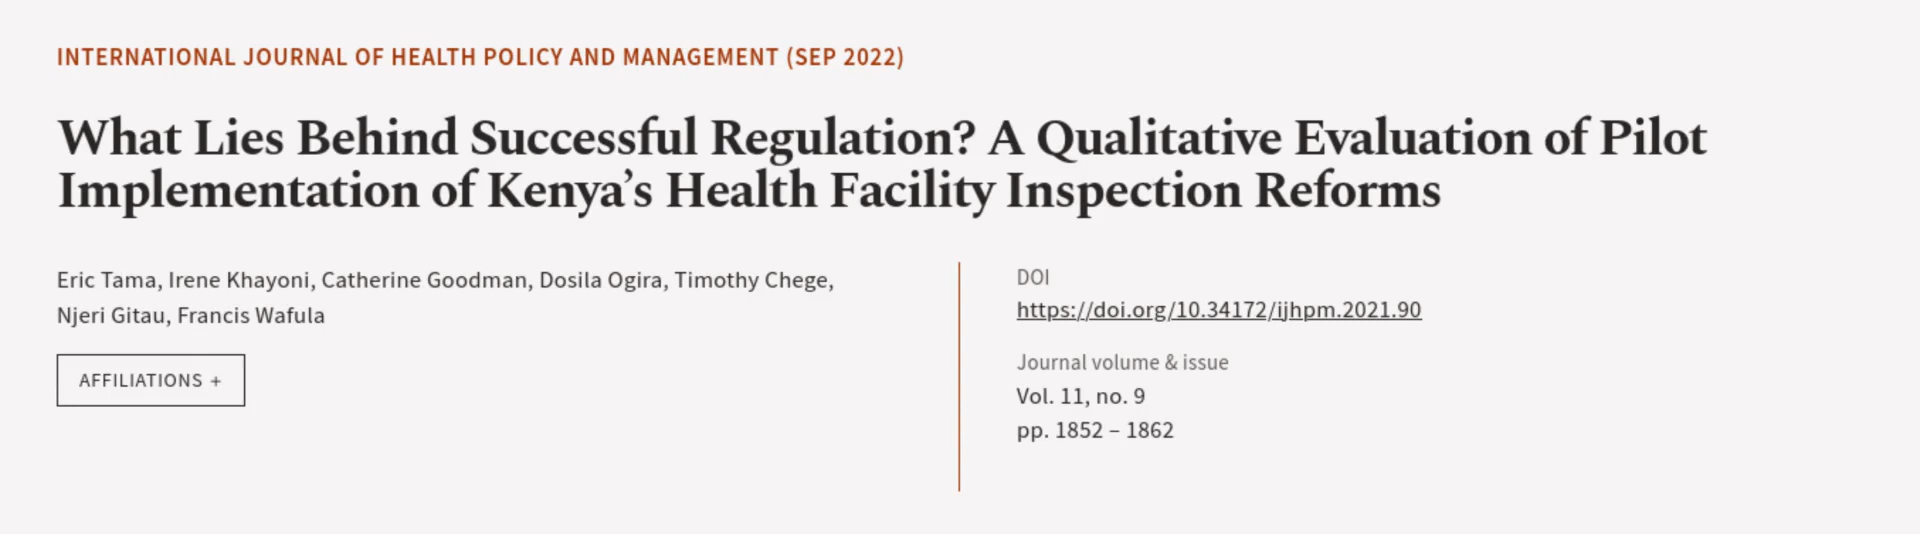 INTERNATIONAL JOURNAL OF HEALTH POLICY AND MANAGEMENT (SEP 2022)
What Lies Behind Successful Regulation? A Qualitative Evaluation of Pilot
Implementation of Kenya’s Health Facility Inspection Reforms
Eric Tama, Irene Khayoni, Catherine Goodman, Dosila Ogira, Timothy Chege,
Njeri Gitau, Francis Wafula
AFFILIATIONS +
DOI
https://doi.org/10.34172/ijhpm.2021.90
Journal volume & issue
Vol. 11, no. 9
pp. 1852 – 1862